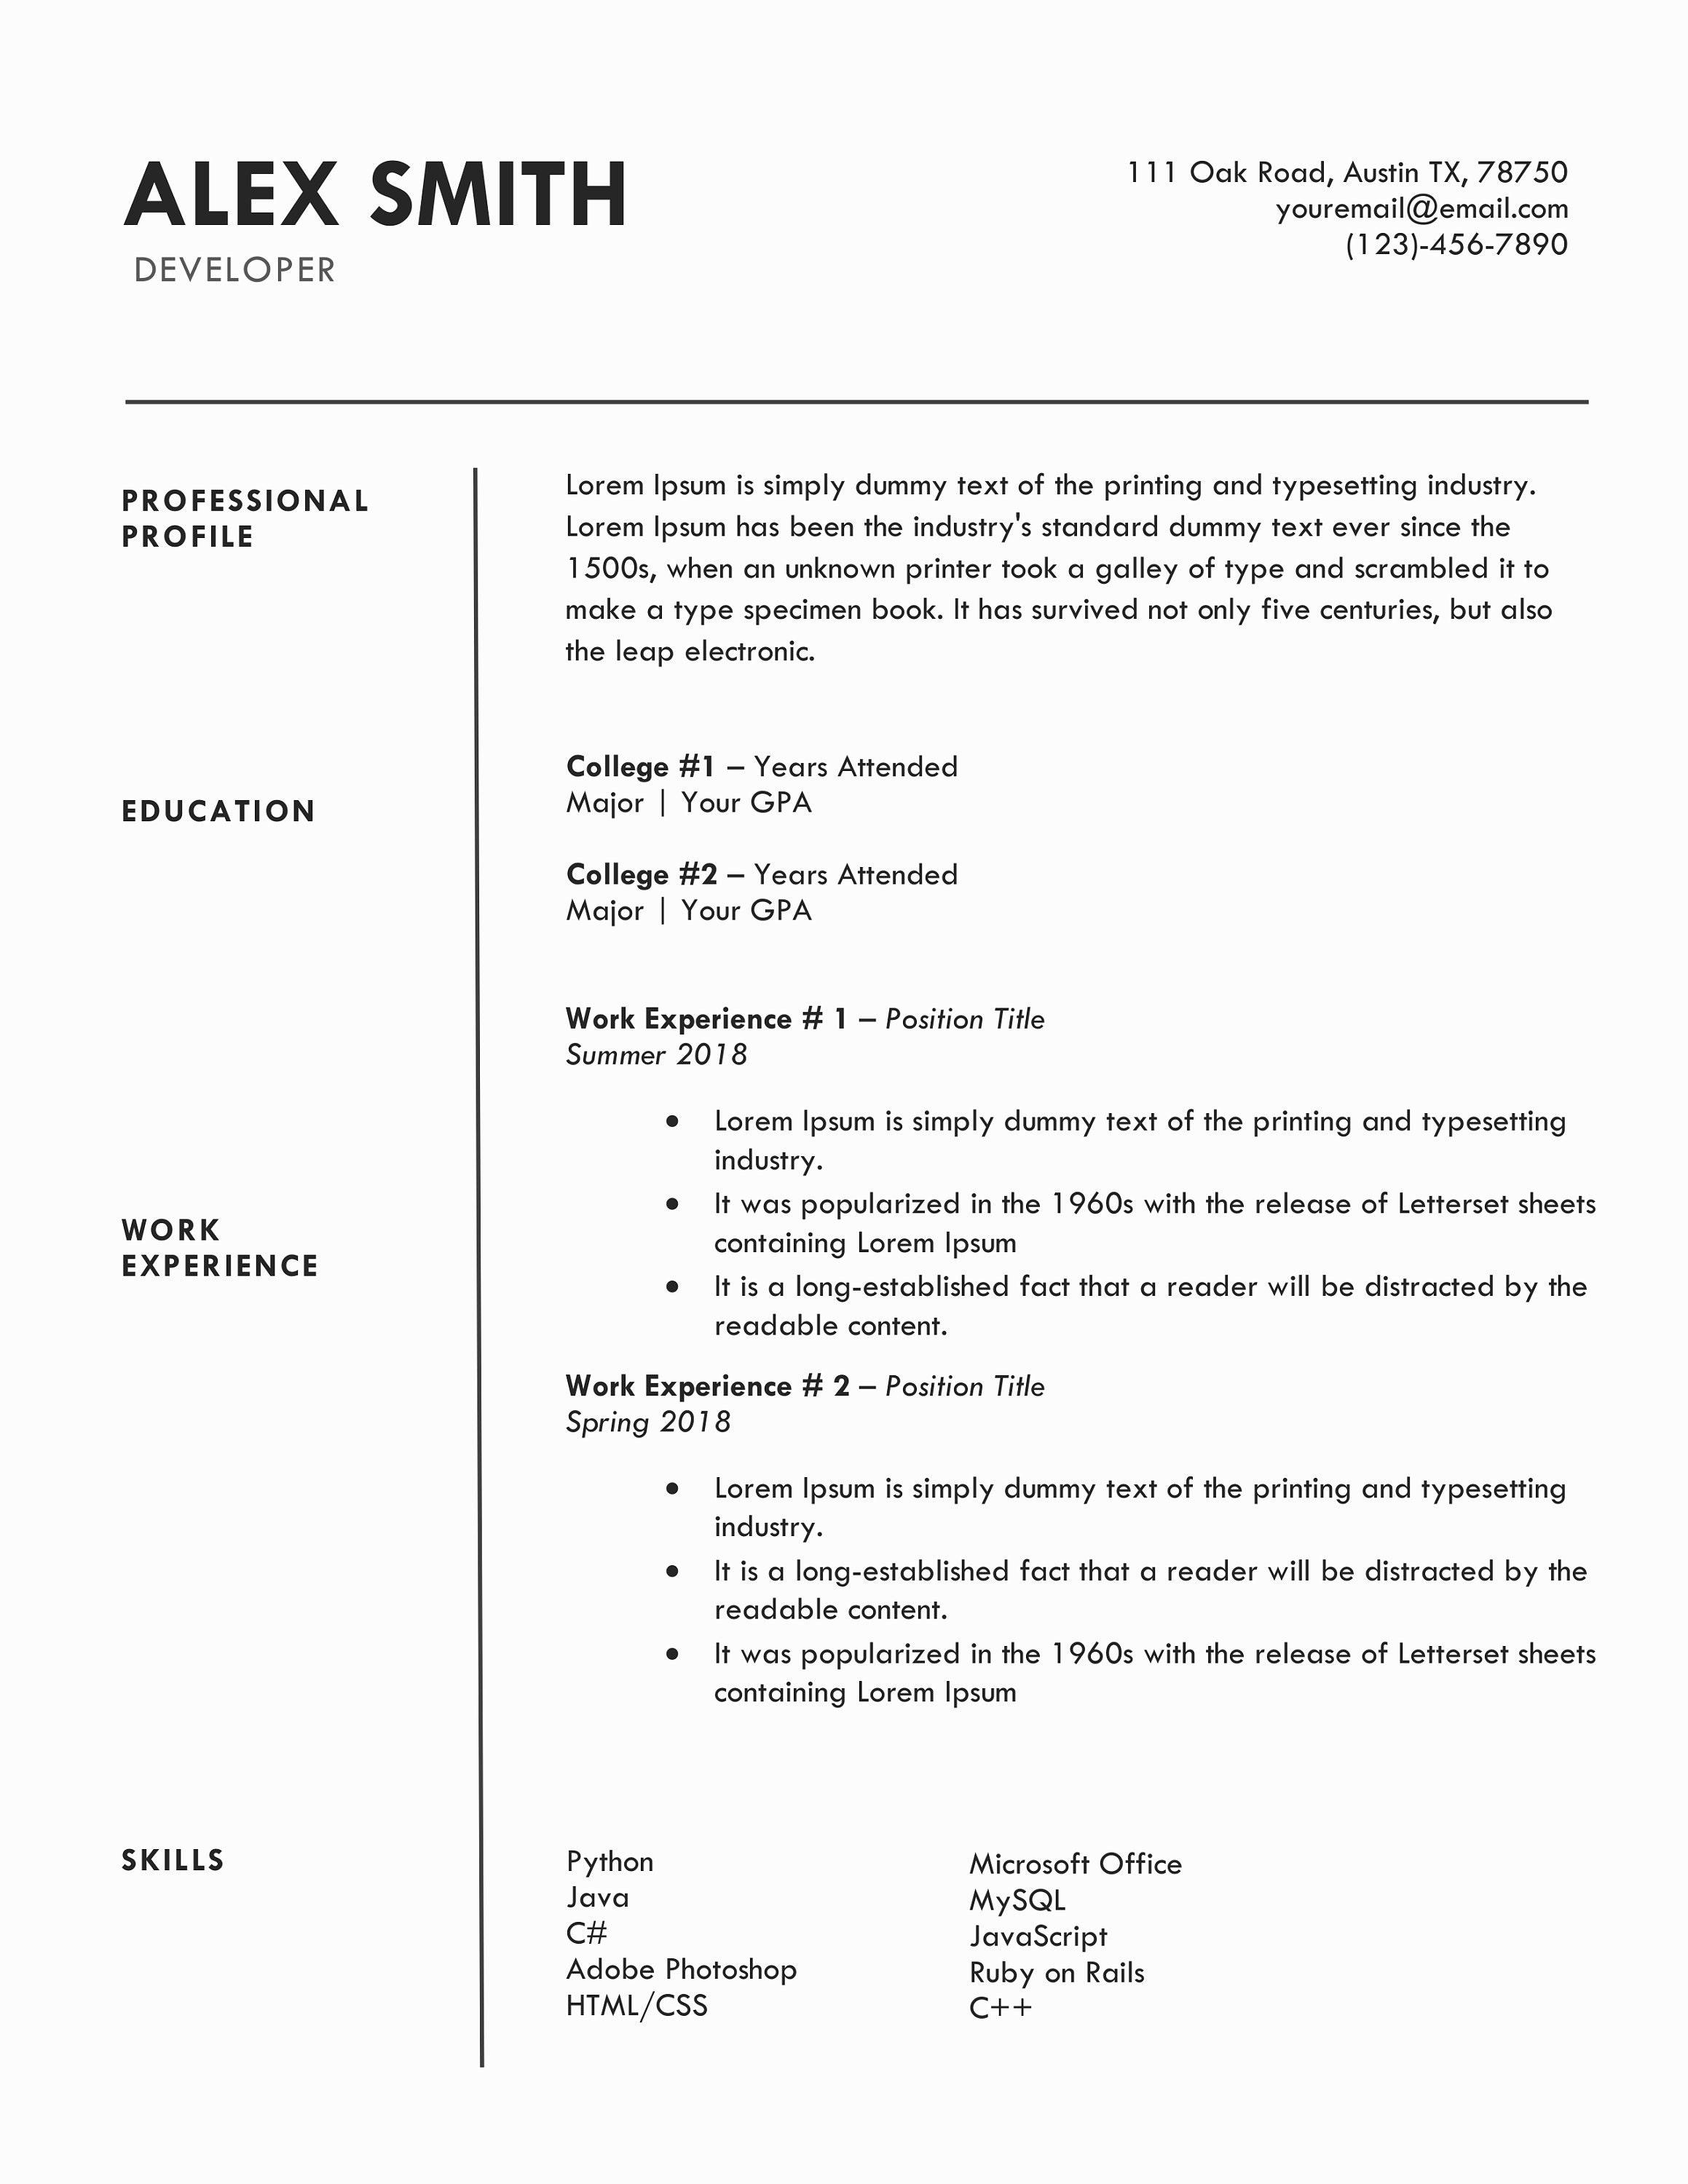 ALEX SMITH
DEVELOPER
111 Oak Road, Austin TX, 78750
youremail@email.com
(123)-456-7890
PROFESSIONAL
PROFILE
Lorem Ipsum is simply dummy text of the printing and typesetting industry.
Lorem Ipsum has been the industry's standard dummy text ever since the
1500s, when an unknown printer took a galley of type and scrambled it to
make a type specimen book. It has survived not only five centuries, but also
the leap electronic.
EDUCATION
College #1 – Years Attended
Major | Your GPA
College #2 – Years Attended
Major | Your GPA
WORK
EXPERIENCE
Work Experience # 1 – Position Title
Summer 2018
• Lorem Ipsum is simply dummy text of the printing and typesetting
industry.
• It was popularized in the 1960s with the release of Letterset sheets
containing Lorem Ipsum
• It is a long-established fact that a reader will be distracted by the
readable content.
Work Experience # 2 – Position Title
Spring 2018
• Lorem Ipsum is simply dummy text of the printing and typesetting
industry.
• It is a long-established fact that a reader will be distracted by the
readable content.
• It was popularized in the 1960s with the release of Letterset sheets
containing Lorem Ipsum
SKILLS
Python
Java
C#
Adobe Photoshop
HTML/CSS
Microsoft Office
MySQL
JavaScript
Ruby on Rails
C++